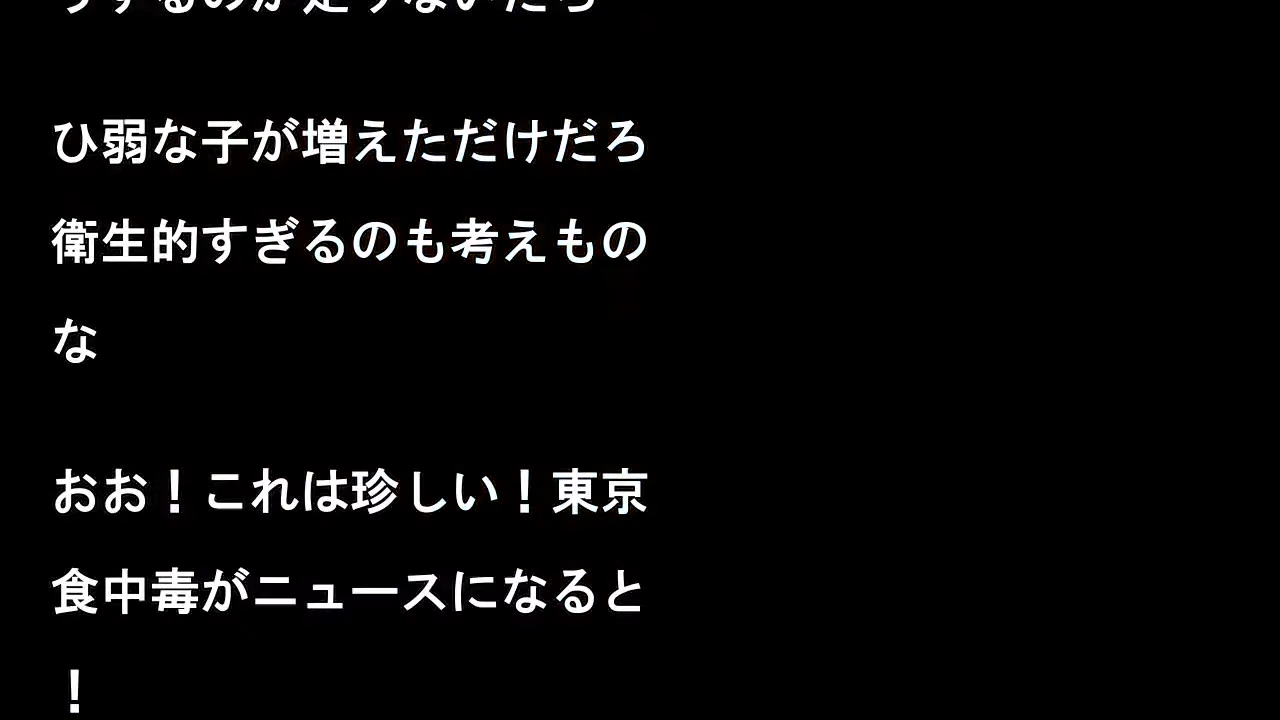 ひ弱な子が増えただけだろ
衛生的すぎるのも考えもの
な
おお！これは珍しい！東京
食中毒がニュースになると
！